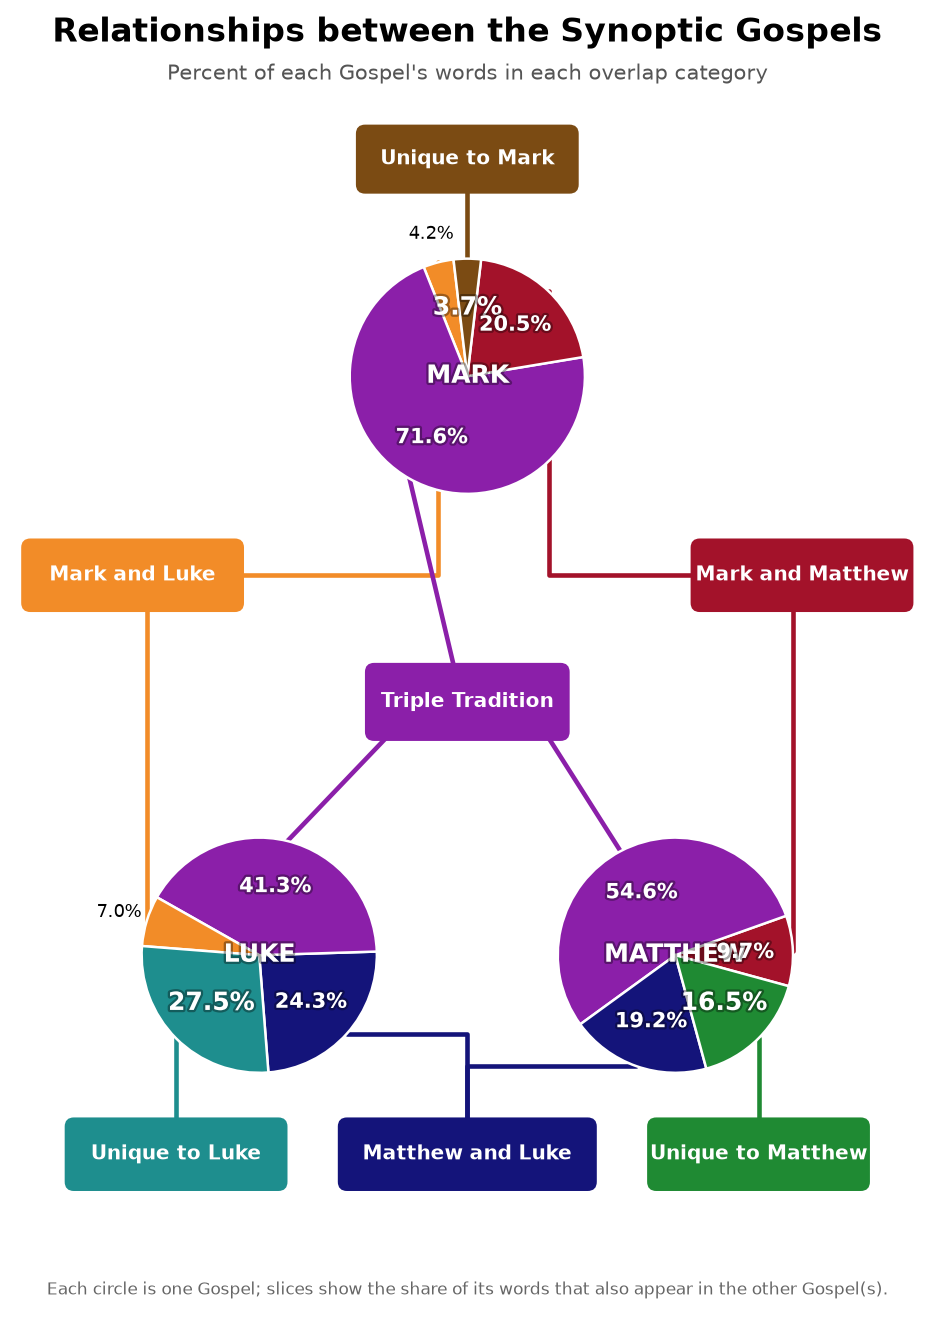 Relationships between the Synoptic Gospels
Percent of each Gospel's words in each overlap category
Unique to Mark
4.2%
3.7%
20.5%
MARK
71.6%
Mark and Luke
Mark and Matthew
Triple Tradition
41.3%
54.6%
7.0%
LUKE
MATTHEW
9.7%
27.5%
24.3%
19.2%
16.5%
Unique to Luke
Matthew and Luke
Unique to Matthew
Each circle is one Gospel; slices show the share of its words that also appear in the other Gospel(s).